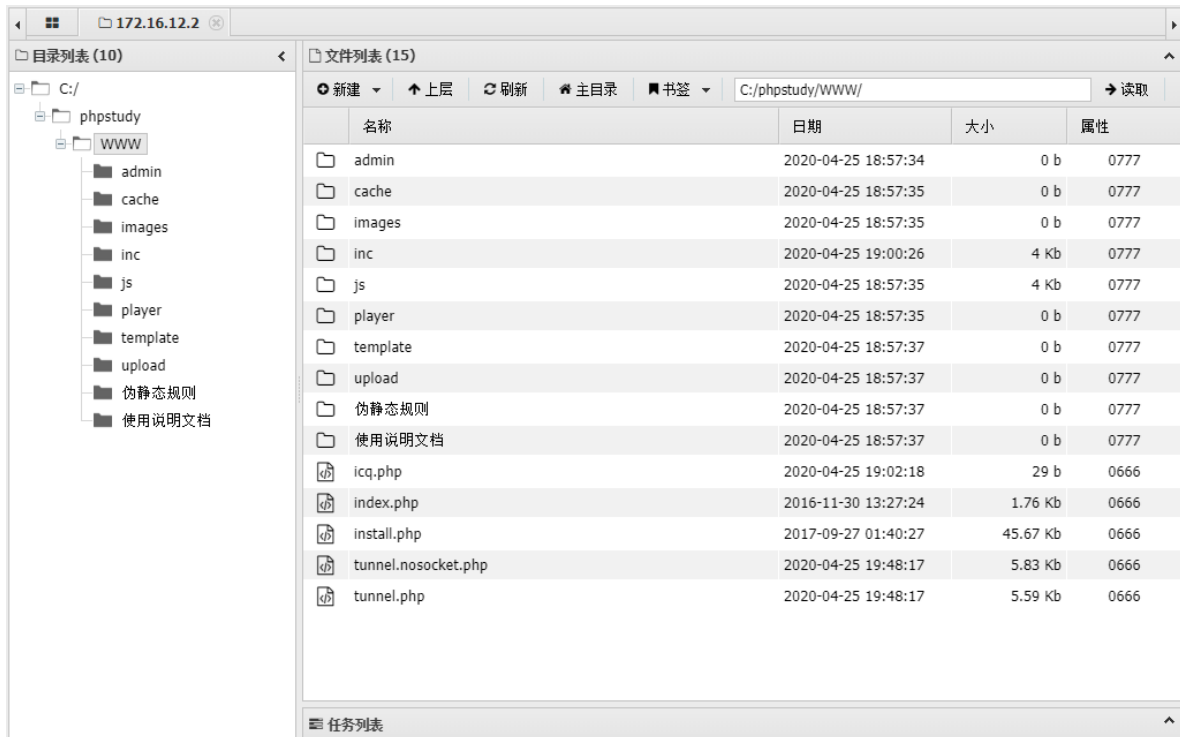 172.16.12.2
目录列表 (10)
文件列表 (15)
C:/
phpstudy
WWW
admin
cache
images
inc
js
player
template
upload
伪静态规则
使用说明文档
新建 上层 刷新 主目录 书签 C:/phpstudy/WWW/ 读取
名称 日期 大小 属性
admin 2020-04-25 18:57:34 0 b 0777
cache 2020-04-25 18:57:35 0 b 0777
images 2020-04-25 18:57:35 0 b 0777
inc 2020-04-25 19:00:26 4 Kb 0777
js 2020-04-25 18:57:35 4 Kb 0777
player 2020-04-25 18:57:35 0 b 0777
template 2020-04-25 18:57:37 0 b 0777
upload 2020-04-25 18:57:37 0 b 0777
伪静态规则 2020-04-25 18:57:37 0 b 0777
使用说明文档 2020-04-25 18:57:37 0 b 0777
icq.php 2020-04-25 19:02:18 29 b 0666
index.php 2016-11-30 13:27:24 1.76 Kb 0666
install.php 2017-09-27 01:40:27 45.67 Kb 0666
tunnel.nosocket.php 2020-04-25 19:48:17 5.83 Kb 0666
tunnel.php 2020-04-25 19:48:17 5.59 Kb 0666
任务列表